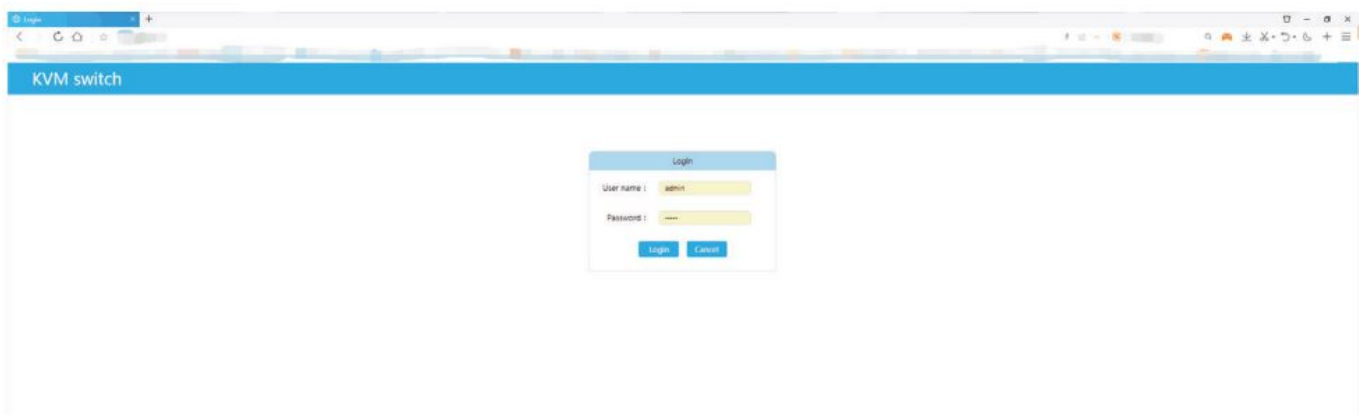 Login
KVM switch
Login
User name :
admin
Password :
•••••
Login Cancel